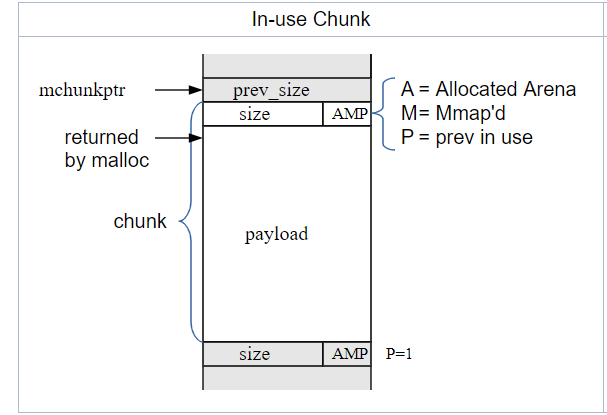 In-use Chunk
mchunkptr
prev_size
A = Allocated Arena
size
AMP
M= Mmap'd
P = prev in use
returned
by malloc
chunk
payload
size
AMP
P=1